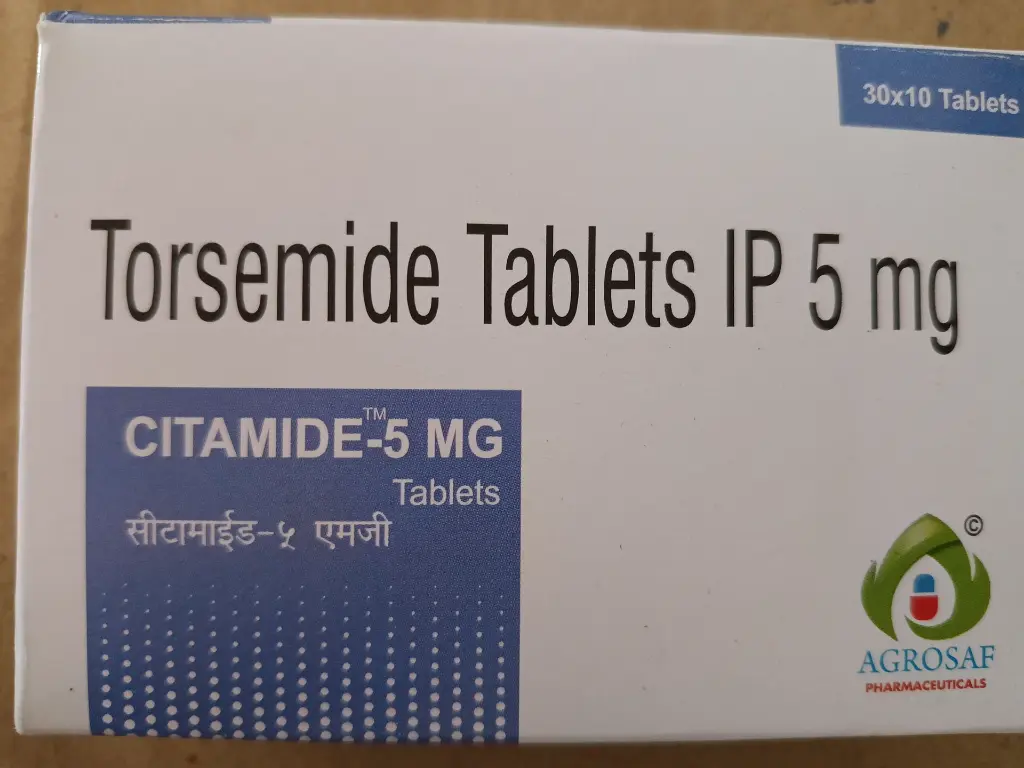 30x10 Tablets
Torsemide Tablets IP 5 mg
CITAMIDE™-5 MG
Tablets
सीटामाईड-५ एमजी
©
AGROSAF
PHARMACEUTICALS